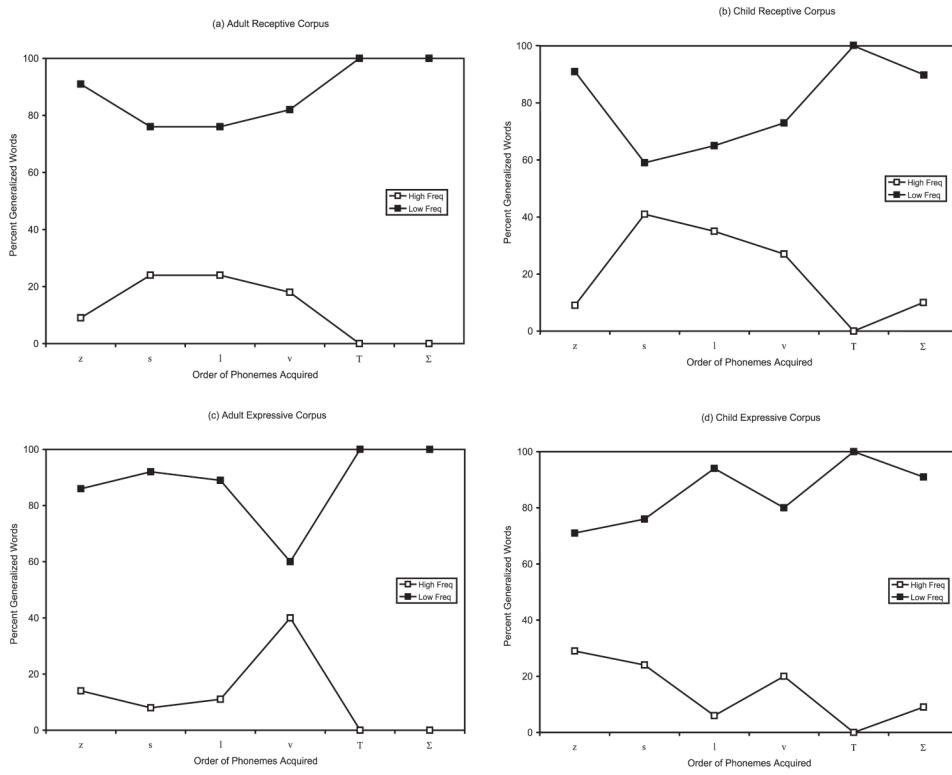 (a) Adult Receptive Corpus
Percent Generalized Words
100
80
60
40
20
0
High Freq
Low Freq
z s l v T Σ
Order of Phonemes Acquired
(b) Child Receptive Corpus
Percent Generalized Words
100
80
60
40
20
0
High Freq
Low Freq
z s l v T Σ
Order of Phonemes Acquired
(c) Adult Expressive Corpus
Percent Generalized Words
100
80
60
40
20
0
High Freq
Low Freq
z s l v T Σ
Order of Phonemes Acquired
(d) Child Expressive Corpus
Percent Generalized Words
100
80
60
40
20
0
High Freq
Low Freq
z s l v T Σ
Order of Phonemes Acquired